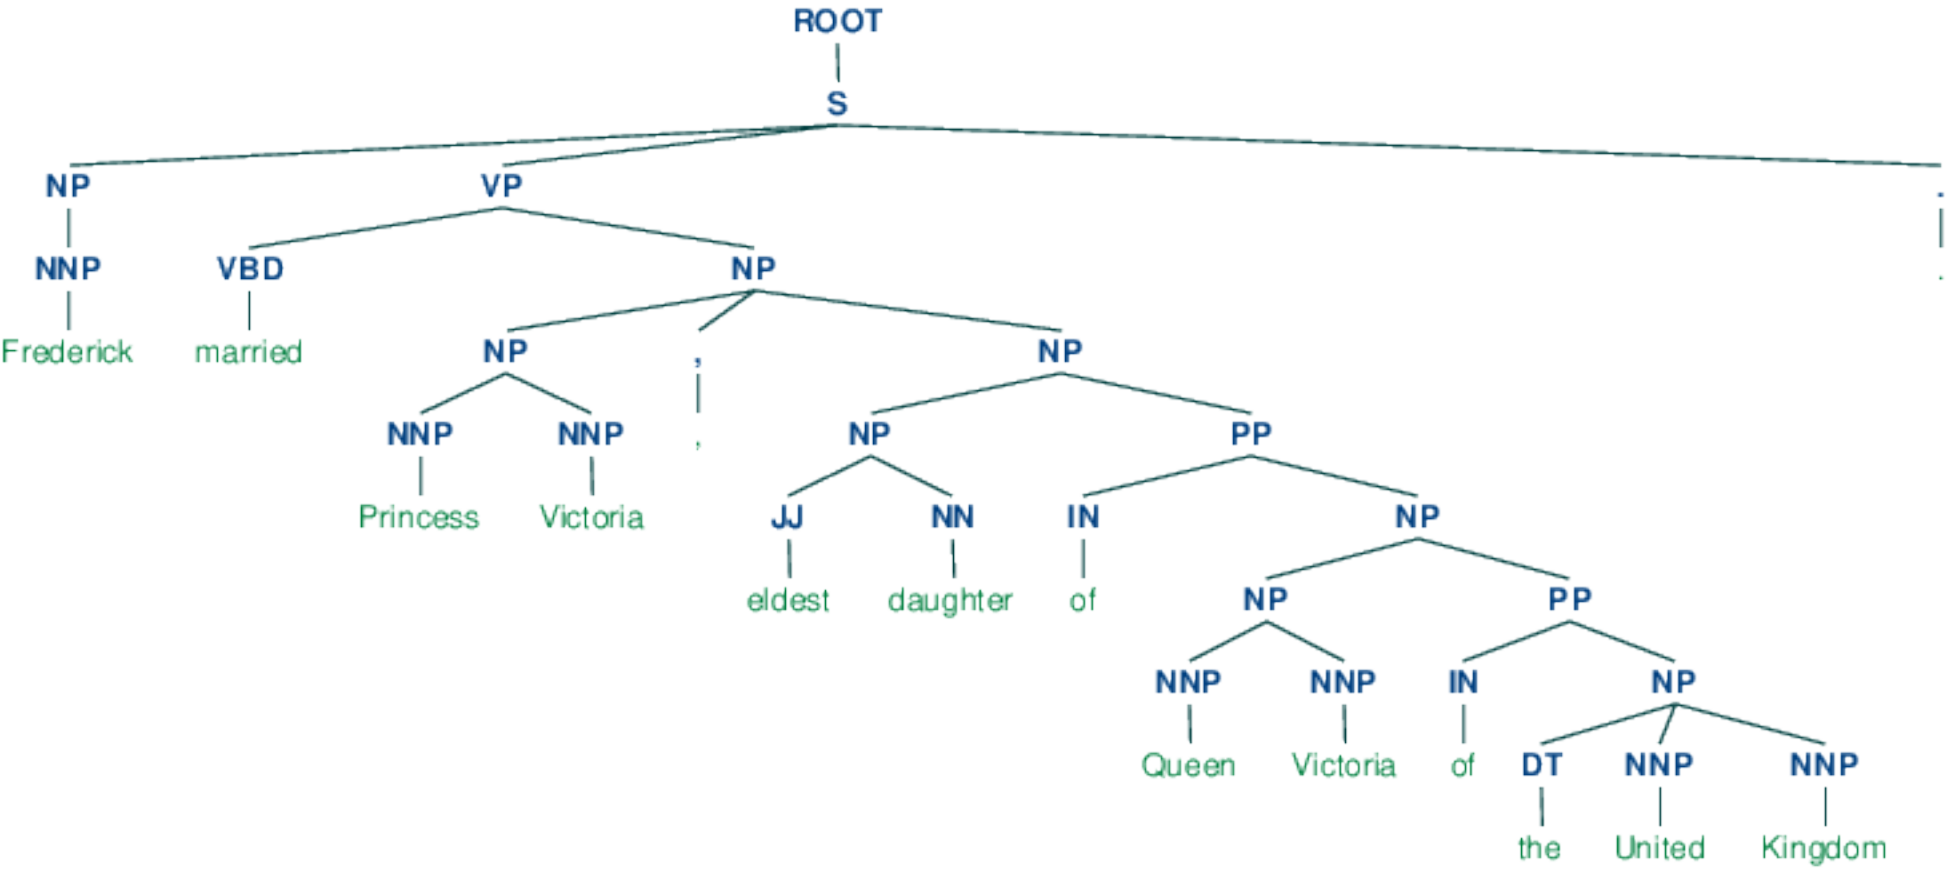 ROOT
S
NP VP .
NNP VBD NP .
Frederick married NP , NP
NNP NNP , NP PP
Princess Victoria JJ NN IN NP
eldest daughter of NP PP
NNP NNP IN NP
Queen Victoria of DT NNP NNP
the United Kingdom